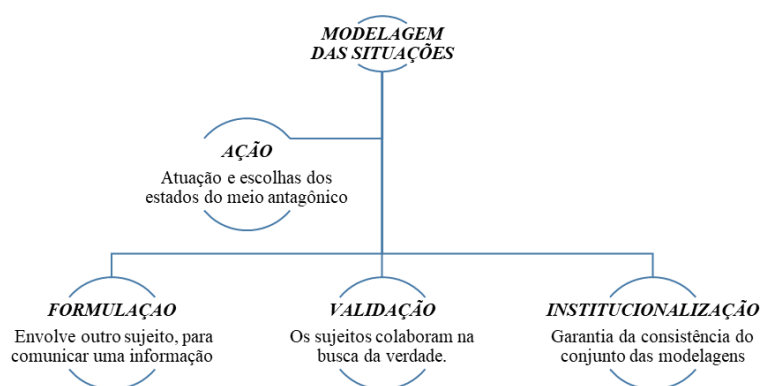 MODELAGEM
DAS SITUAÇÕES
AÇÃO
Atuação e escolhas dos
estados do meio antagônico
FORMULAÇAO
Envolve outro sujeito, para
comunicar uma informação
VALIDAÇÃO
Os sujeitos colaboram na
busca da verdade.
INSTITUCIONALIZAÇÃO
Garantia da consistência do
conjunto das modelagens